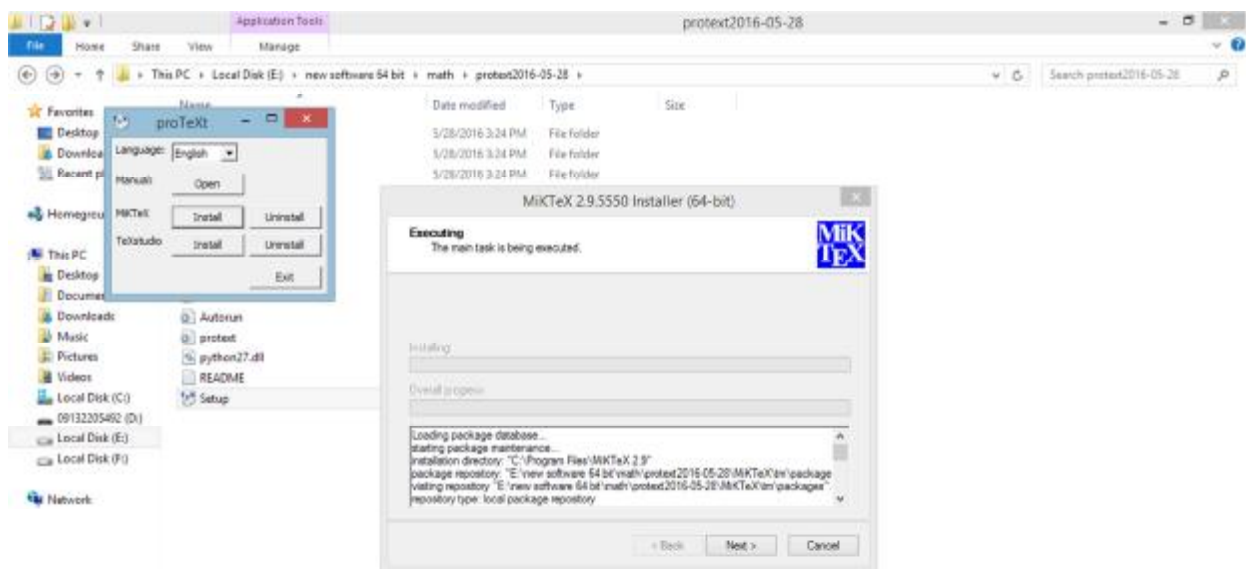 Application Tools
protext2016-05-28
File Home Share View Manage
This PC Local Disk (E:) new software 64 bit math protext2016-05-28
Search protext2016-05-28
Favorites
Desktop
Downloa
Recent pl
Homegrou
This PC
Desktop
Documen
Downloads
Music
Pictures
Videos
Local Disk (C:)
09132205492 (D:)
Local Disk (E:)
Local Disk (F:)
Network
Name Date modified Type Size
5/28/2016 3:24 PM File folder
5/28/2016 3:24 PM File folder
5/28/2016 3:24 PM File folder
Autorun
protext
python27.dll
README
Setup
proTeXt
Language: English
Manual: Open
MiKTeX Install Uninstall
TeXstudio Install Uninstall
Exit
MiKTeX 2.9.5550 Installer (64-bit)
Executing
The main task is being executed.
MiK
TEX
Installing
Overall progress
Loading package database...
starting package maintenance...
installation directory: "C:\Program Files\MiKTeX 2.9"
package repository: "E:\new software 64 bit\math\protext2016-05-28\MiKTeX\tm\package
visiting repository "E:\new software 64 bit\math\protext2016-05-28\MiKTeX\tm\packages"
repository type: local package repository
< Back Next > Cancel